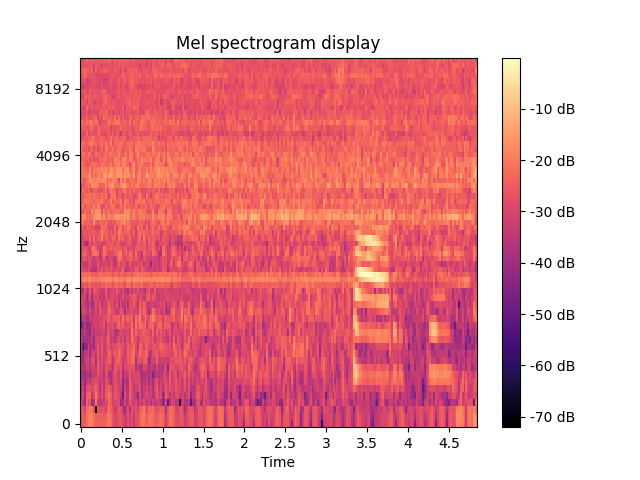 Mel spectrogram display
8192
4096
2048
1024
512
0
Hz
0 0.5 1 1.5 2 2.5 3 3.5 4 4.5
Time
-10 dB
-20 dB
-30 dB
-40 dB
-50 dB
-60 dB
-70 dB